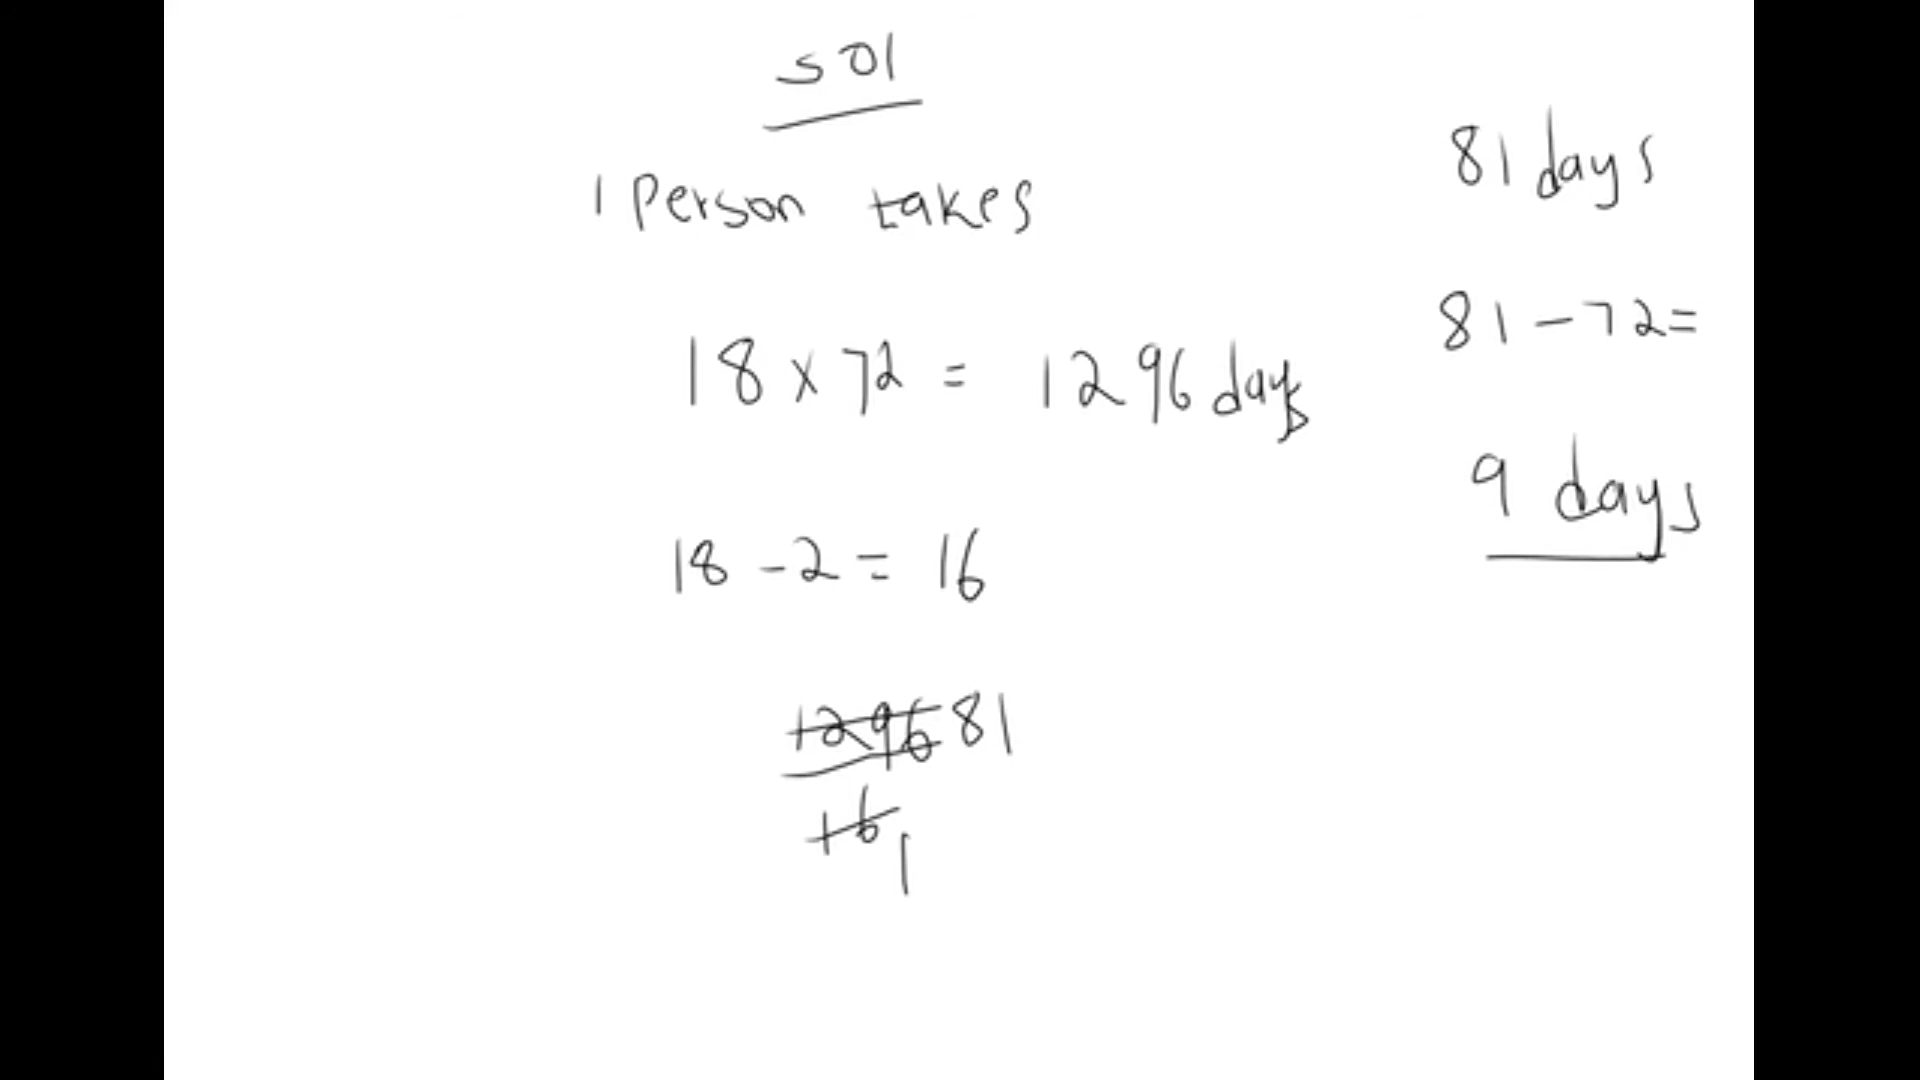 sol
1 Person takes
18 x 72 = 1296 days
18 - 2 = 16
1296 81
16 1
81 days
81 - 72 =
9 days